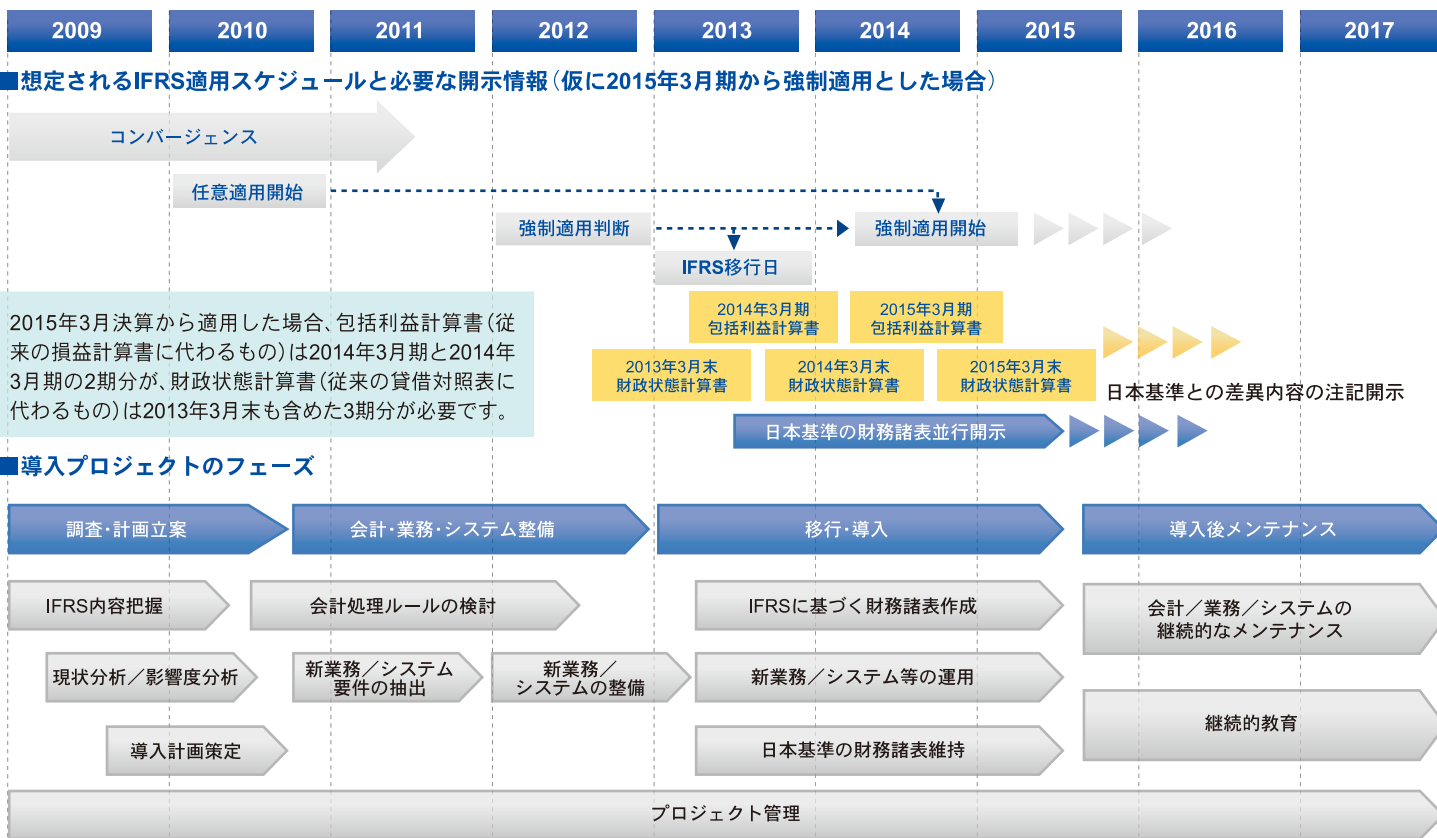 2009 2010 2011 2012 2013 2014 2015 2016 2017
■想定されるIFRS適用スケジュールと必要な開示情報（仮に2015年3月期から強制適用とした場合）
コンバージェンス
任意適用開始
強制適用判断
強制適用開始
IFRS移行日
2014年3月期
包括利益計算書
2015年3月期
包括利益計算書
2015年3月決算から適用した場合、包括利益計算書（従
来の損益計算書に代わるもの）は2014年3月期と2014年
3月期の2期分が、財政状態計算書（従来の貸借対照表に
代わるもの）は2013年3月末も含めた3期分が必要です。
2013年3月末
財政状態計算書
2014年3月末
財政状態計算書
2015年3月末
財政状態計算書
日本基準との差異内容の注記開示
日本基準の財務諸表並行開示
■導入プロジェクトのフェーズ
調査・計画立案
会計・業務・システム整備
移行・導入
導入後メンテナンス
IFRS内容把握
会計処理ルールの検討
IFRSに基づく財務諸表作成
会計／業務／システムの
継続的なメンテナンス
現状分析／影響度分析
新業務／システム
要件の抽出
新業務／
システムの整備
新業務／システム等の運用
継続的教育
導入計画策定
日本基準の財務諸表維持
プロジェクト管理